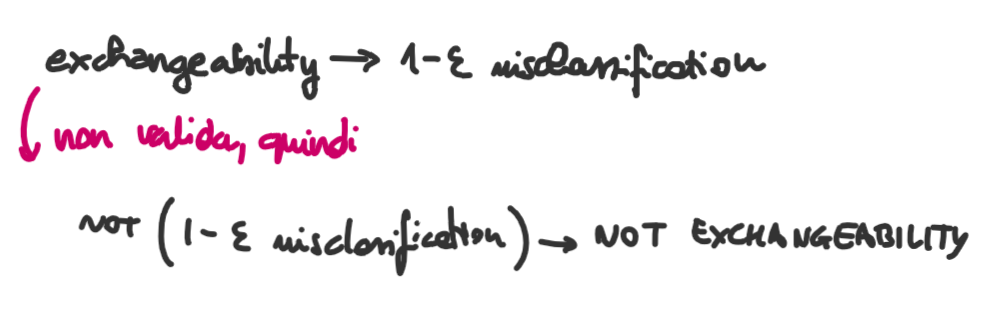 exchangeability → 1-ε misclassification
non valida, quindi
NOT (1-ε misclassification) → NOT EXCHANGEABILITY